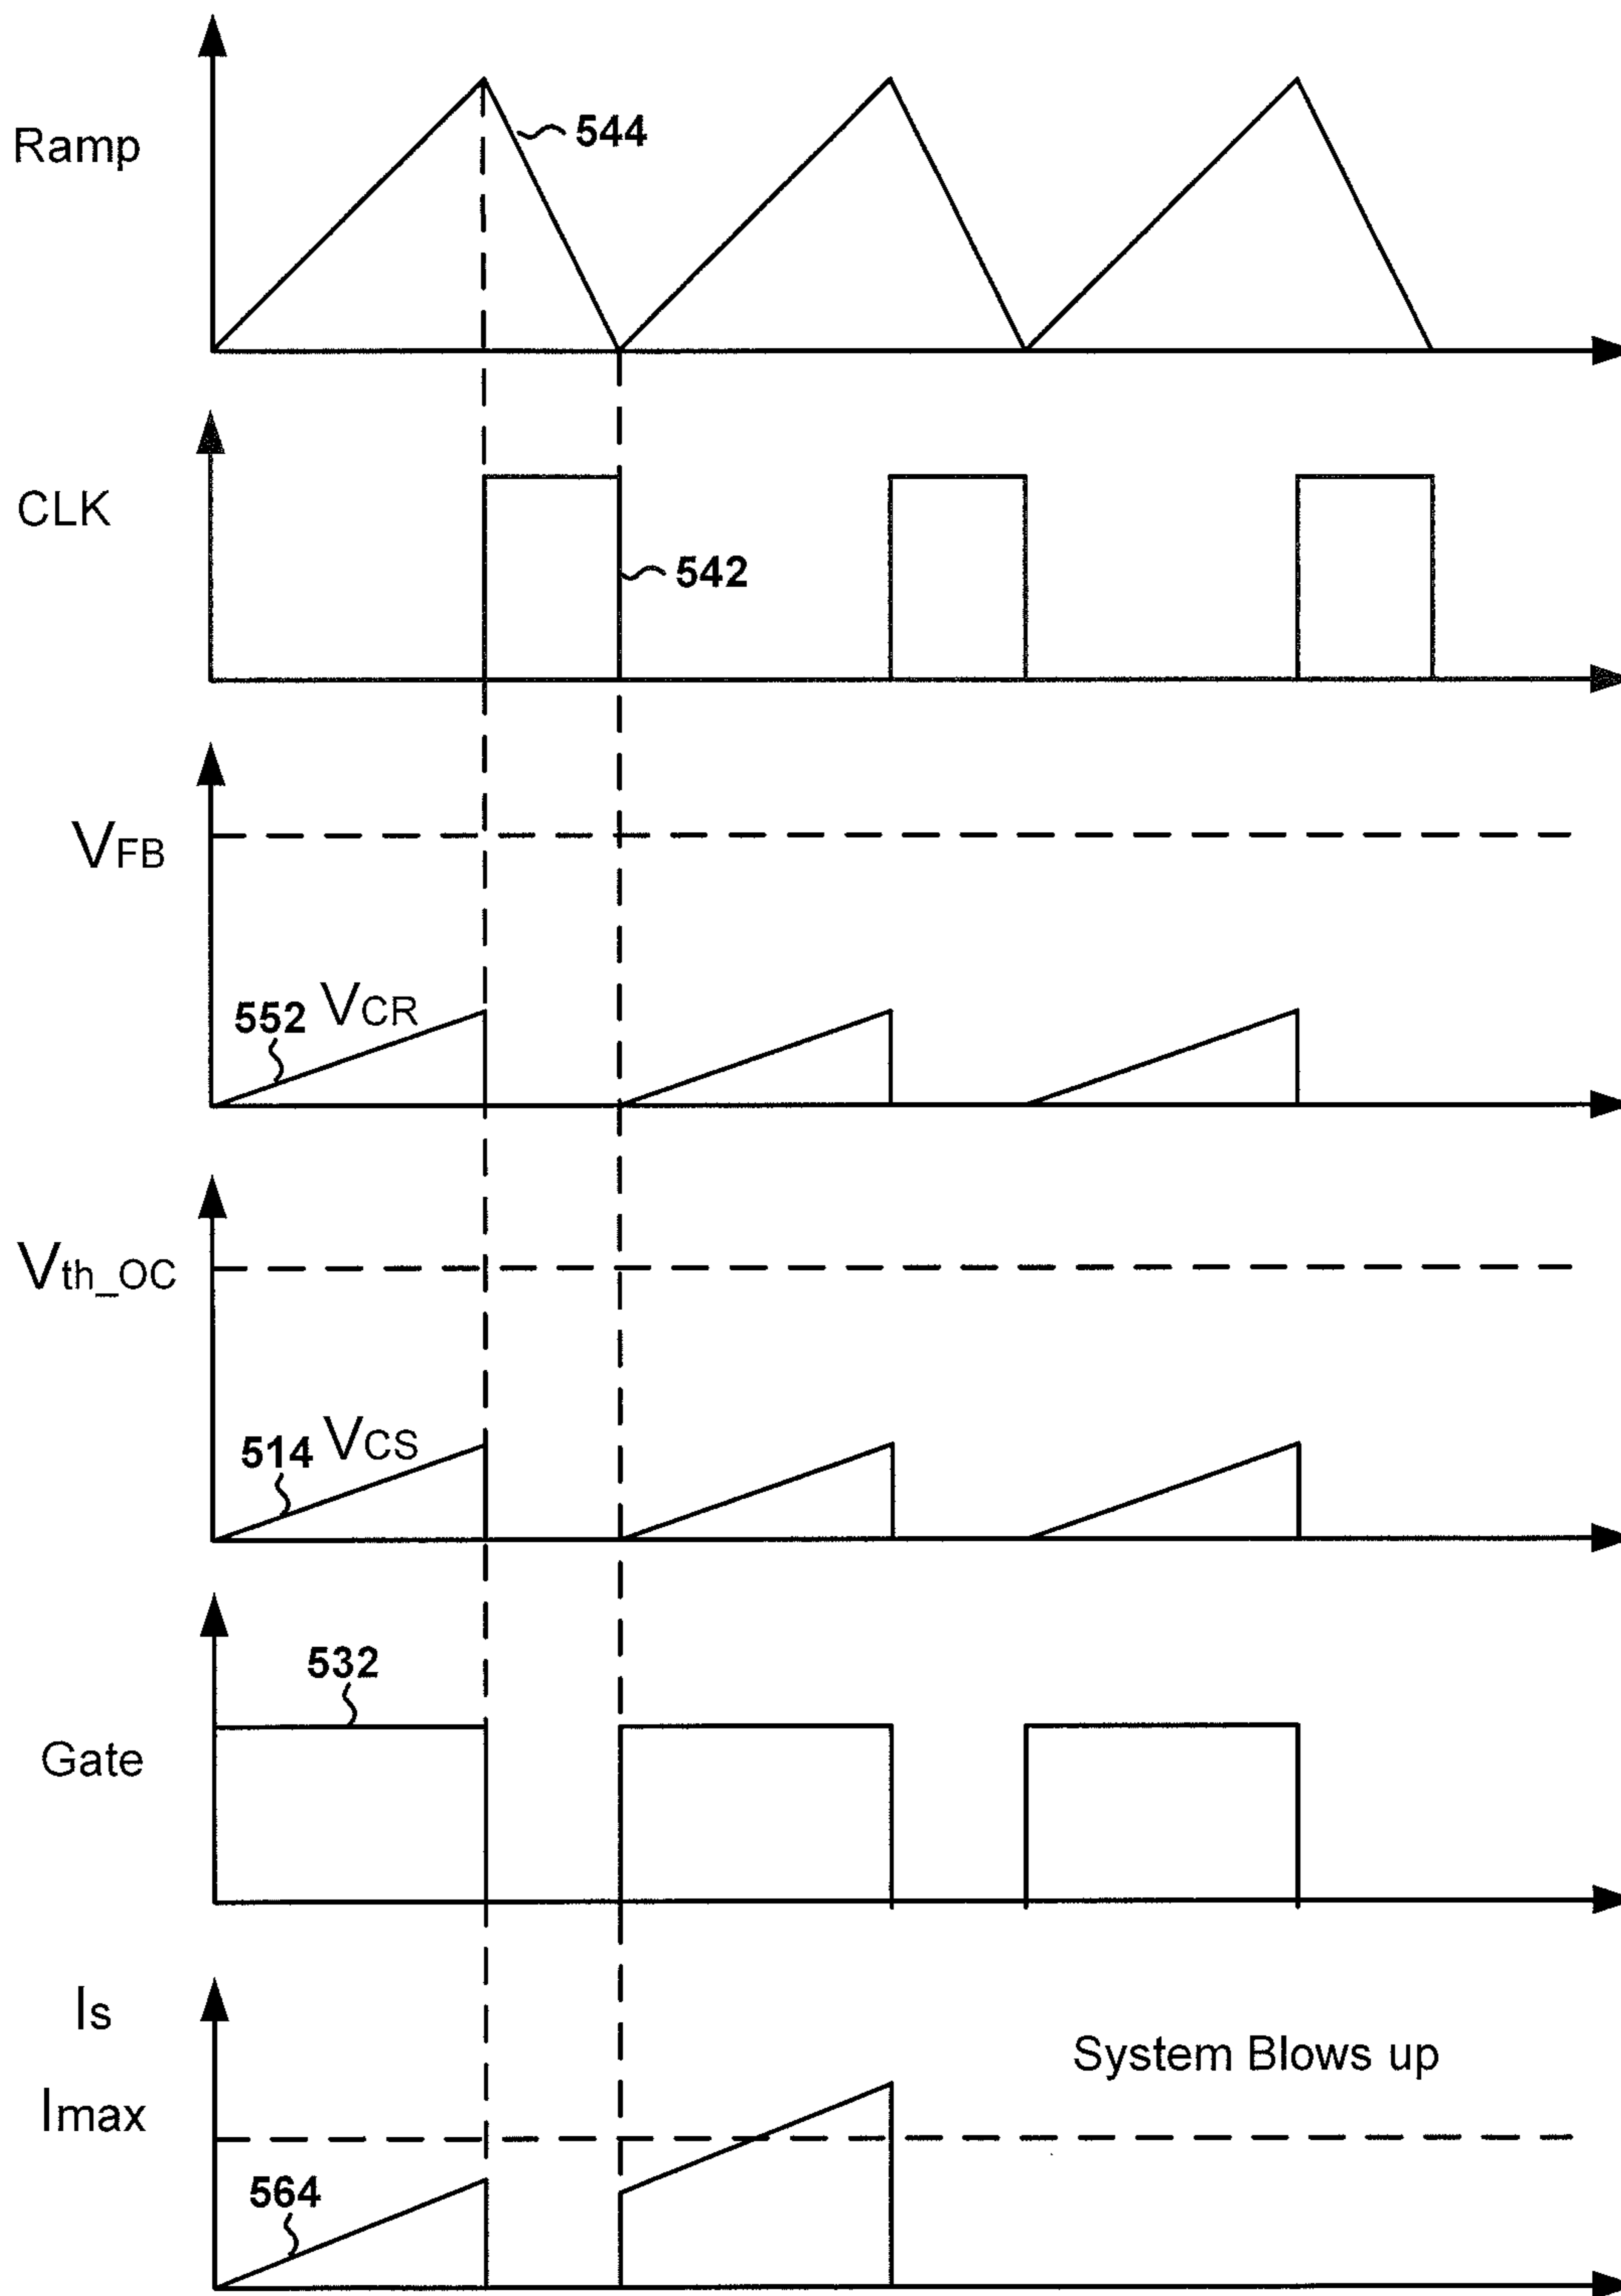 544
Ramp
CLK
542
VFB
552 VCR
Vth_OC
514 VCS
532
Gate
Is
System Blows up
Imax
564